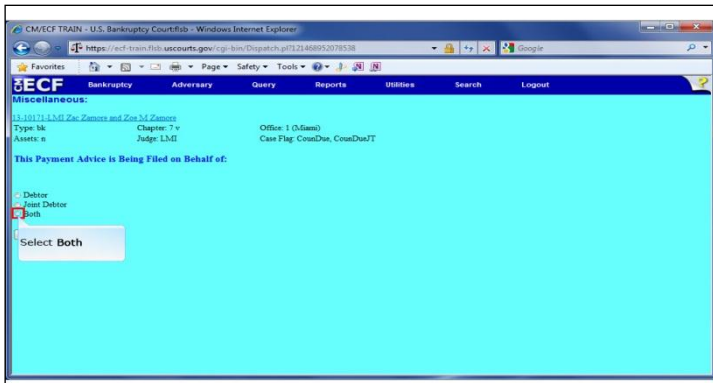 CM/ECF TRAIN - U.S. Bankruptcy Court:flsb - Windows Internet Explorer
https://ecf-train.flsb.uscourts.gov/cgi-bin/Dispatch.pl?121468952078538
Google
Favorites Page Safety Tools
ECF Bankruptcy Adversary Query Reports Utilities Search Logout ?
Miscellaneous:
13-10171-LMI Zac Zamore and Zoe M Zamore
Type: bk Chapter: 7 v Office: 1 (Miami)
Assets: n Judge: LMI Case Flag: CounDue, CounDueJT
This Payment Advice is Being Filed on Behalf of:
Debtor
Joint Debtor
Both
Select Both